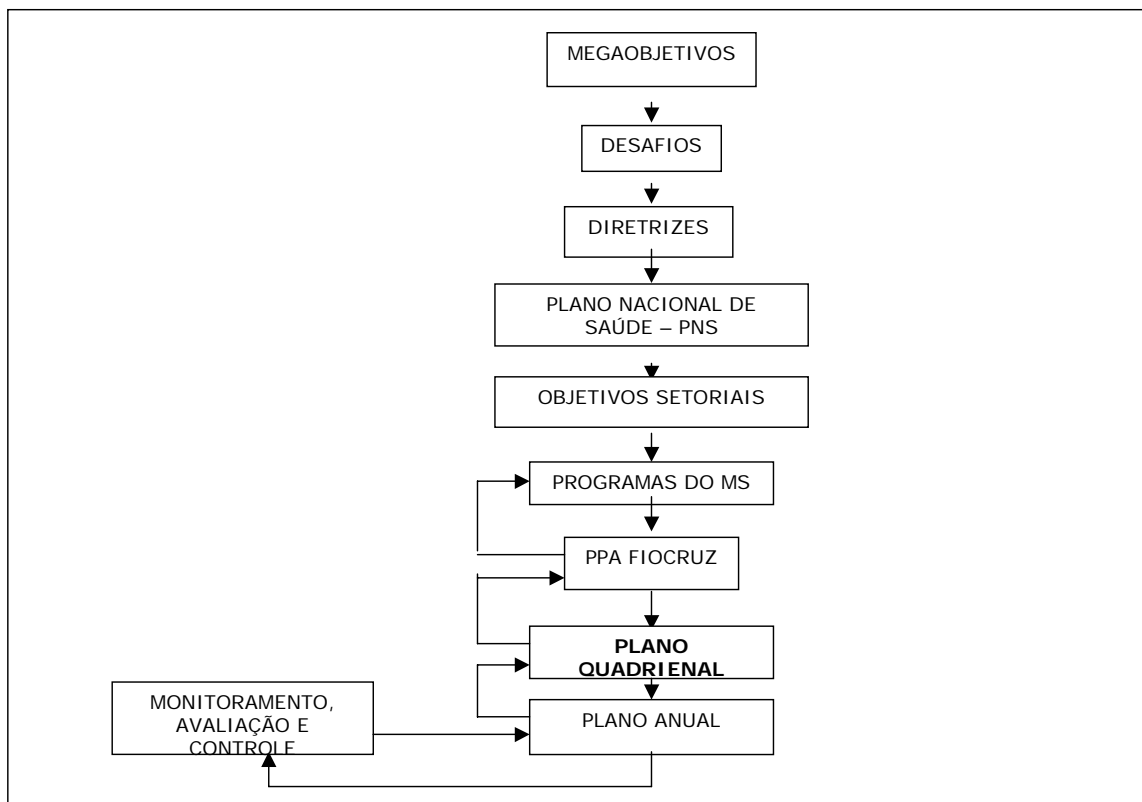 MEGAOBJETIVOS
DESAFIOS
DIRETRIZES
PLANO NACIONAL DE
SAÚDE – PNS
OBJETIVOS SETORIAIS
PROGRAMAS DO MS
PPA FIOCRUZ
PLANO
QUADRIENAL
MONITORAMENTO,
AVALIAÇÃO E
CONTROLE
PLANO ANUAL